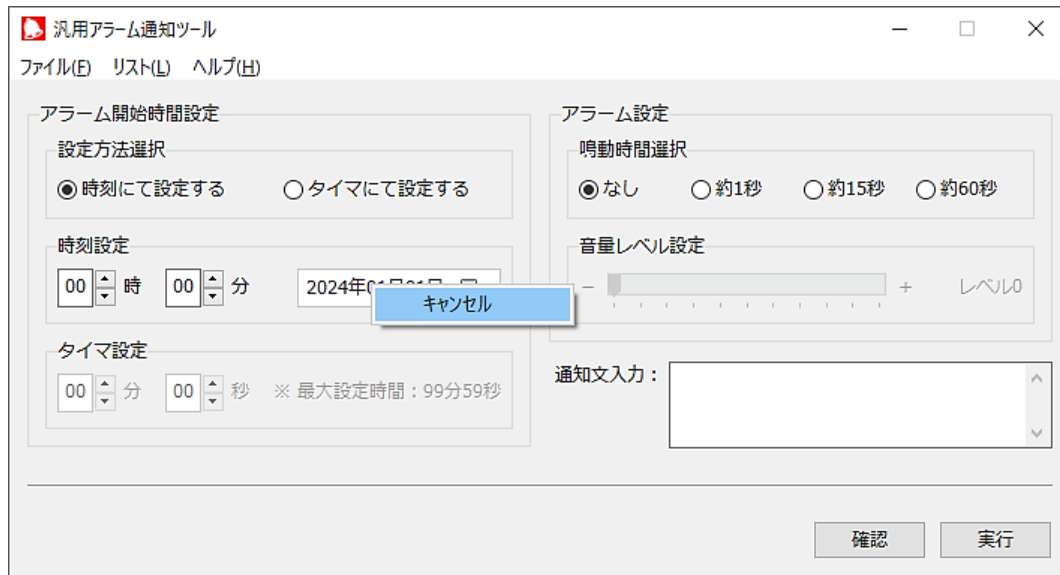 汎用アラーム通知ツール
ファイル(F) リスト(L) ヘルプ(H)
アラーム開始時間設定
設定方法選択
時刻にて設定する タイマにて設定する
時刻設定
00 時 00 分 2024年
キャンセル
タイマ設定
00 分 00 秒 ※ 最大設定時間:99分59秒
アラーム設定
鳴動時間選択
なし 約1秒 約15秒 約60秒
音量レベル設定
- + レベル0
通知文入力:
確認 実行